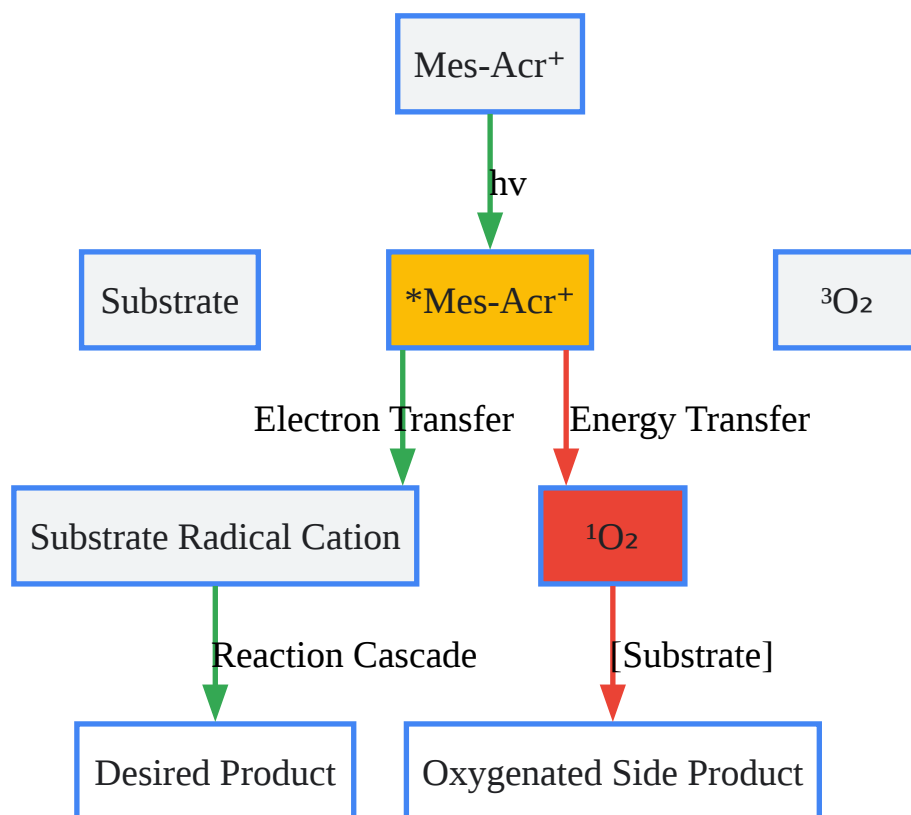 Mes-Acr⁺
hv
Substrate
*Mes-Acr⁺
³O₂
Electron Transfer
Energy Transfer
Substrate Radical Cation
¹O₂
Reaction Cascade
[Substrate]
Desired Product
Oxygenated Side Product